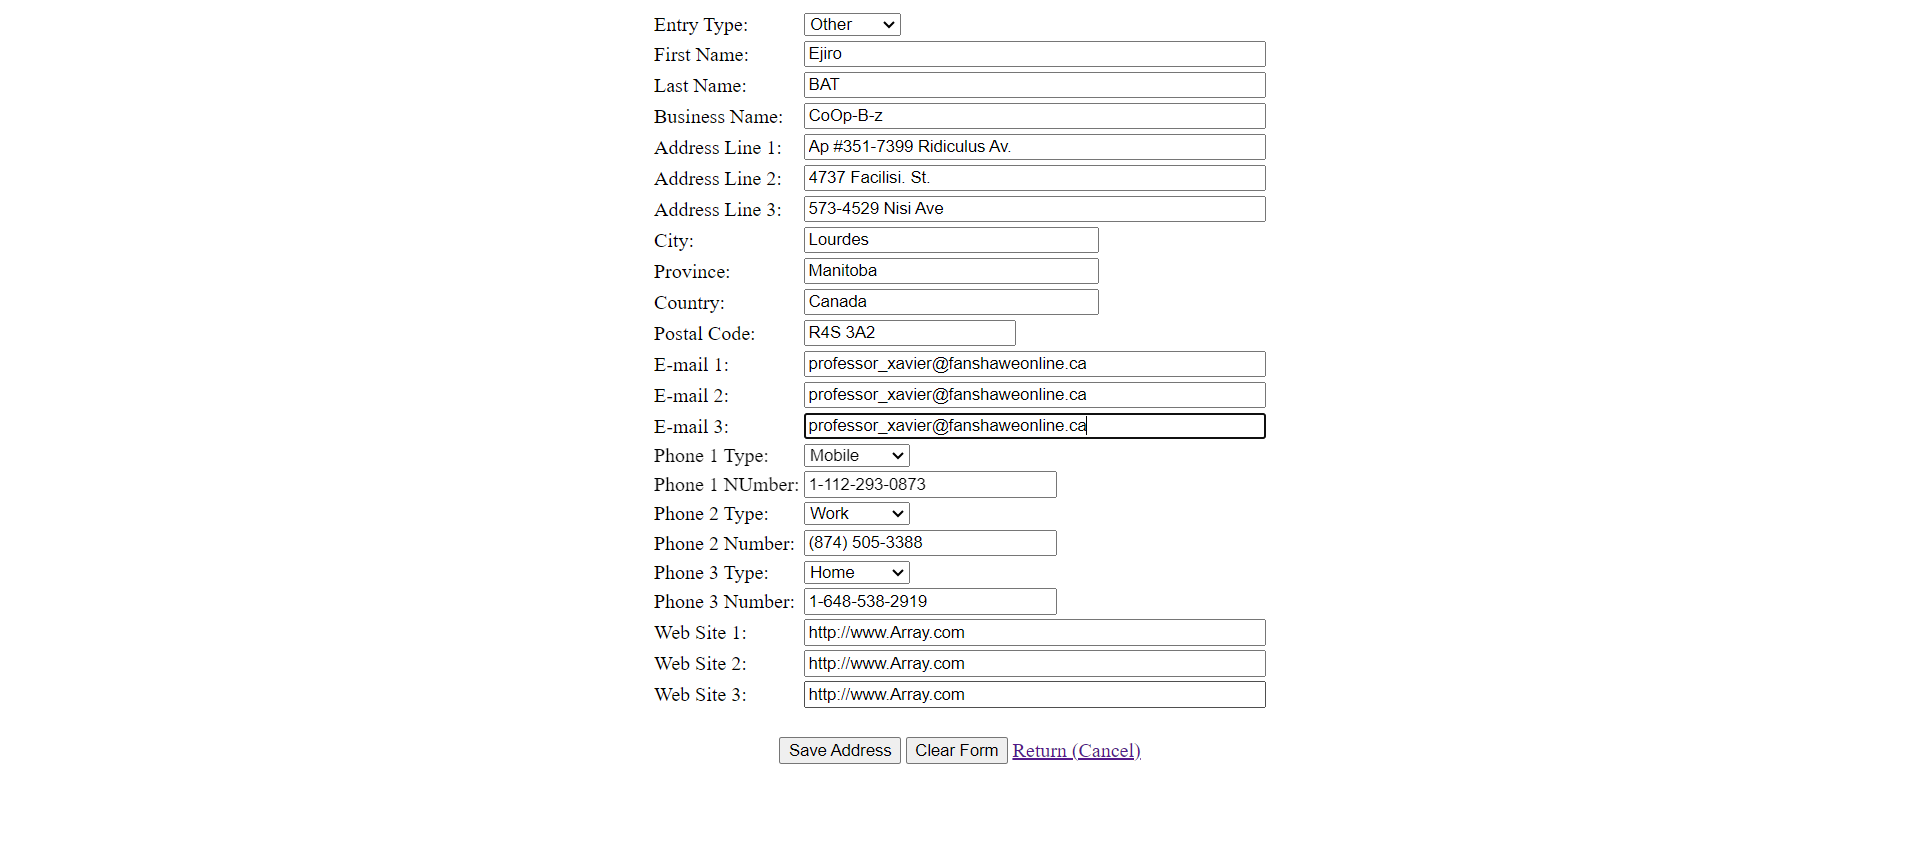 Entry Type: Other
First Name: Ejiro
Last Name: BAT
Business Name: CoOp-B-z
Address Line 1: Ap #351-7399 Ridiculus Av.
Address Line 2: 4737 Facilisi. St.
Address Line 3: 573-4529 Nisi Ave
City: Lourdes
Province: Manitoba
Country: Canada
Postal Code: R4S 3A2
E-mail 1: professor_xavier@fanshaweonline.ca
E-mail 2: professor_xavier@fanshaweonline.ca
E-mail 3: professor_xavier@fanshaweonline.ca
Phone 1 Type: Mobile
Phone 1 NUmber: 1-112-293-0873
Phone 2 Type: Work
Phone 2 Number: (874) 505-3388
Phone 3 Type: Home
Phone 3 Number: 1-648-538-2919
Web Site 1: http://www.Array.com
Web Site 2: http://www.Array.com
Web Site 3: http://www.Array.com
Save Address Clear Form Return (Cancel)